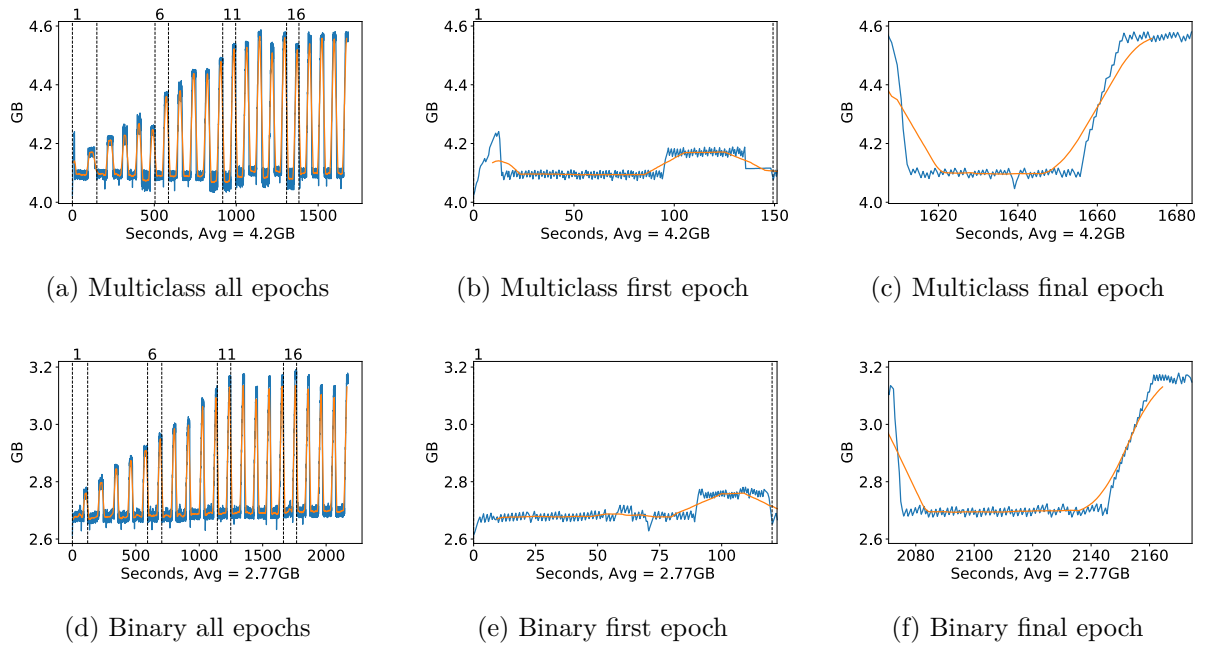 1 6 11 16
4.6
4.4
GB
4.2
4.0
0 500 1000 1500
Seconds, Avg = 4.2GB
(a) Multiclass all epochs
1
4.6
4.4
GB
4.2
4.0
0 50 100 150
Seconds, Avg = 4.2GB
(b) Multiclass first epoch
4.6
4.4
GB
4.2
4.0
1620 1640 1660 1680
Seconds, Avg = 4.2GB
(c) Multiclass final epoch
1 6 11 16
3.2
3.0
GB
2.8
2.6
0 500 1000 1500 2000
Seconds, Avg = 2.77GB
(d) Binary all epochs
1
3.2
3.0
GB
2.8
2.6
0 25 50 75 100
Seconds, Avg = 2.77GB
(e) Binary first epoch
3.2
3.0
GB
2.8
2.6
2080 2100 2120 2140 2160
Seconds, Avg = 2.77GB
(f) Binary final epoch